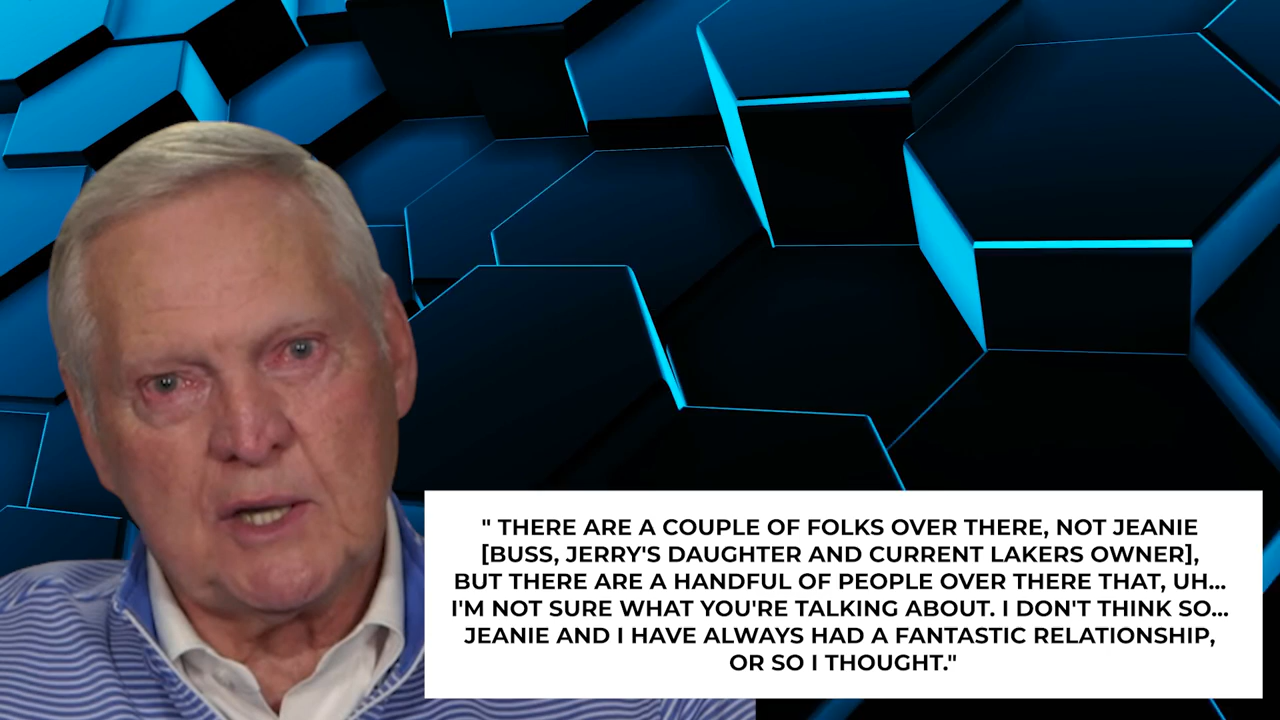 " THERE ARE A COUPLE OF FOLKS OVER THERE, NOT JEANIE
[BUSS, JERRY'S DAUGHTER AND CURRENT LAKERS OWNER],
BUT THERE ARE A HANDFUL OF PEOPLE OVER THERE THAT, UH...
I'M NOT SURE WHAT YOU'RE TALKING ABOUT. I DON'T THINK SO...
JEANIE AND I HAVE ALWAYS HAD A FANTASTIC RELATIONSHIP,
OR SO I THOUGHT."